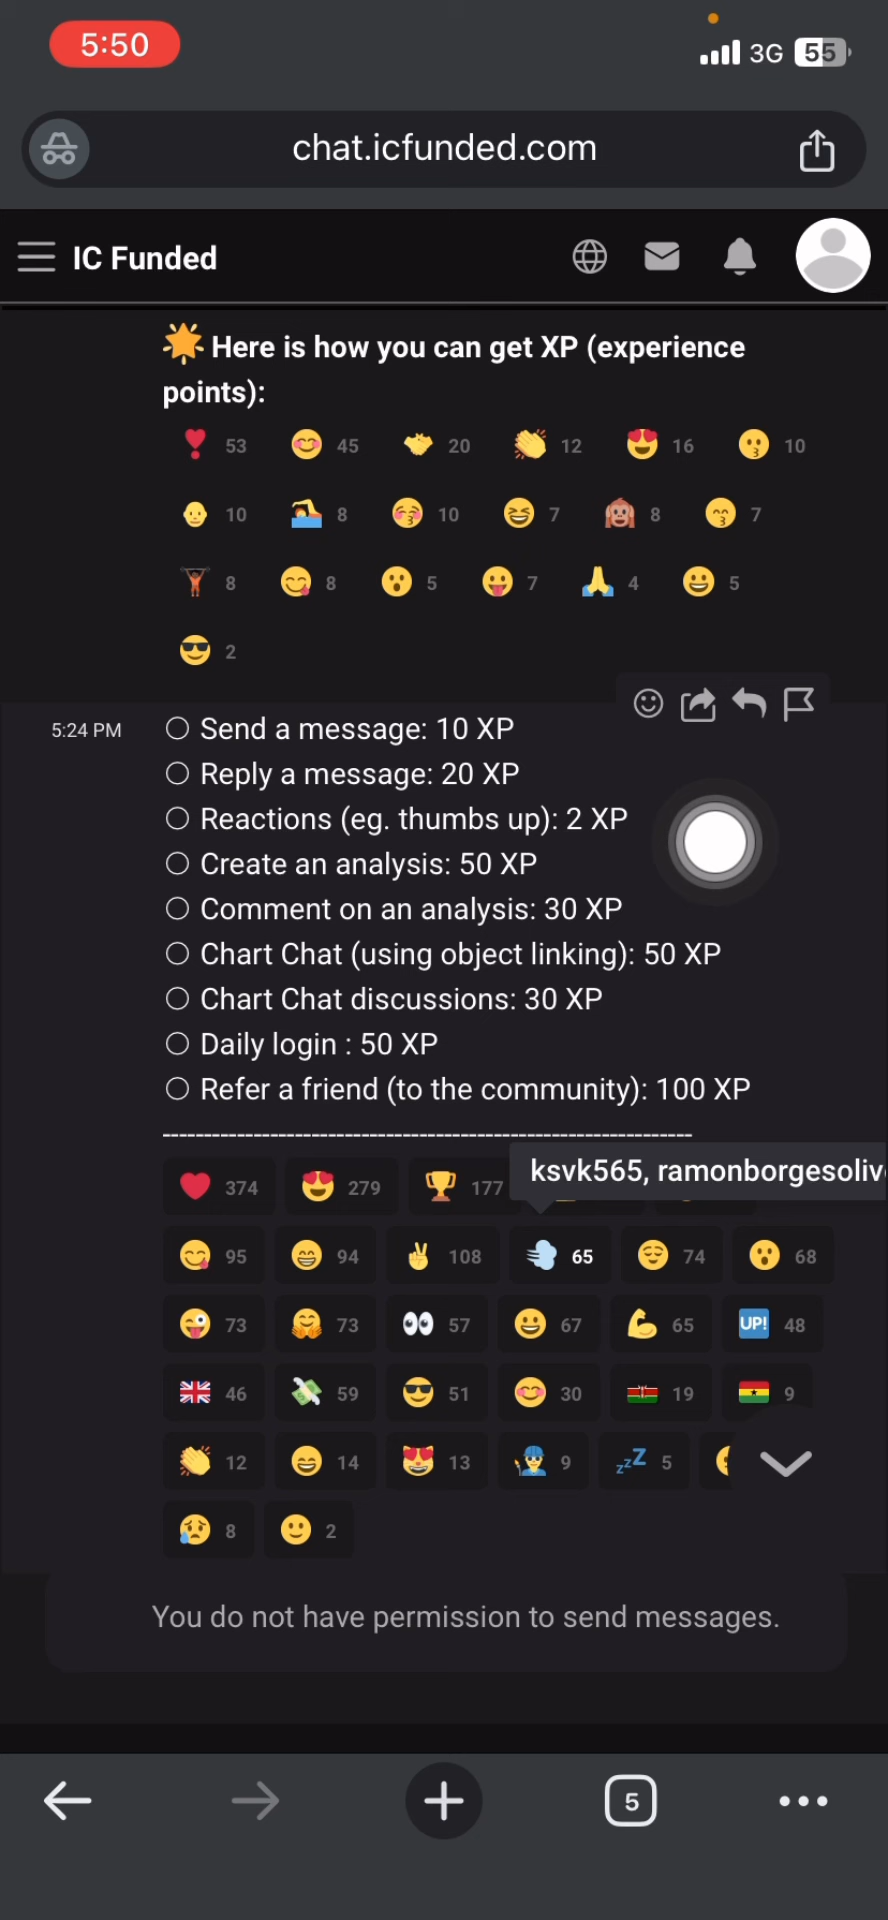 5:50
3G 55
chat.icfunded.com
IC Funded
Here is how you can get XP (experience
points):
53 45 20 12 16 10
10 8 10 7 8 7
8 8 5 7 4 5
2
5:24 PM
Send a message: 10 XP
Reply a message: 20 XP
Reactions (eg. thumbs up): 2 XP
Create an analysis: 50 XP
Comment on an analysis: 30 XP
Chart Chat (using object linking): 50 XP
Chart Chat discussions: 30 XP
Daily login : 50 XP
Refer a friend (to the community): 100 XP
ksvk565, ramonborgesoliv
374 279 177
95 94 108 65 74 68
73 73 57 67 65 UP! 48
46 59 51 30 19 9
12 14 13 9 zzZ 5
8 2
You do not have permission to send messages.
5